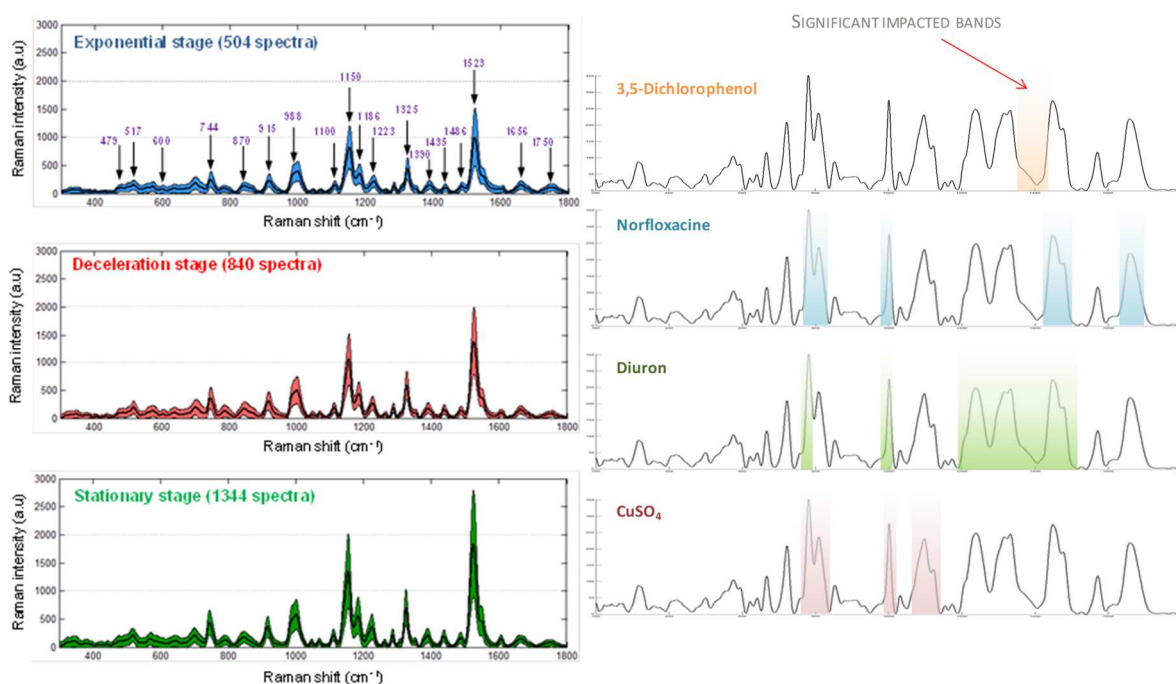 Exponential stage (504 spectra)
Raman intensity (a.u)
3000
2500
2000
1500
1000
500
0
479
517
600
744
870
915
988
1100
1150
1186
1223
1325
1390
1435
1486
1523
1656
1750
400 600 800 1000 1200 1400 1600 1800
Raman shift (cm⁻¹)
Deceleration stage (840 spectra)
Raman intensity (a.u)
3000
2500
2000
1500
1000
500
0
400 600 800 1000 1200 1400 1600 1800
Raman shift (cm⁻¹)
Stationary stage (1344 spectra)
Raman intensity (a.u)
3000
2500
2000
1500
1000
500
0
400 600 800 1000 1200 1400 1600 1800
Raman shift (cm⁻¹)
SIGNIFICANT IMPACTED BANDS
3,5-Dichlorophenol
Norfloxacine
Diuron
CuSO₄